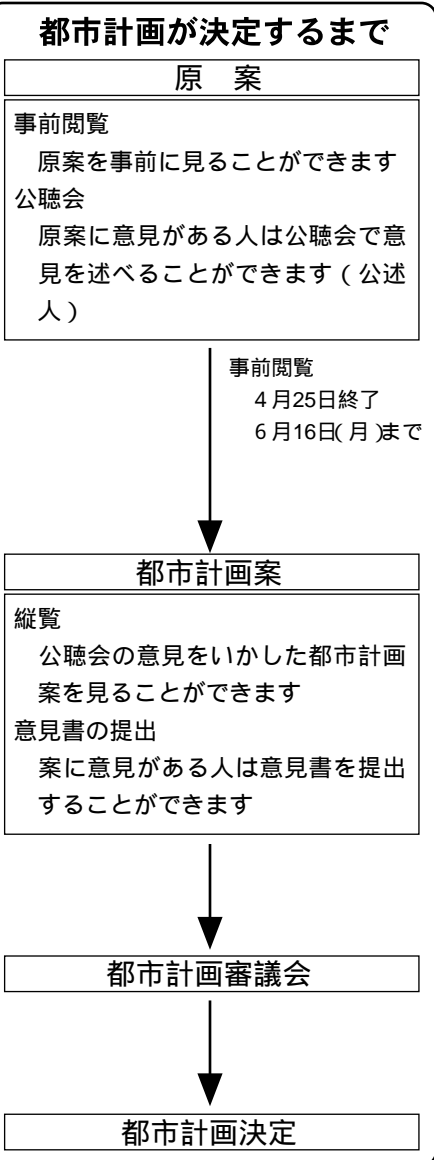 都市計画が決定するまで
原　案
事前閲覧
原案を事前に見ることができます
公聴会
原案に意見がある人は公聴会で意
見を述べることができます（公述
人）
事前閲覧
４月25日終了
６月16日(月)まで
都市計画案
縦覧
公聴会の意見をいかした都市計画
案を見ることができます
意見書の提出
案に意見がある人は意見書を提出
することができます
都市計画審議会
都市計画決定